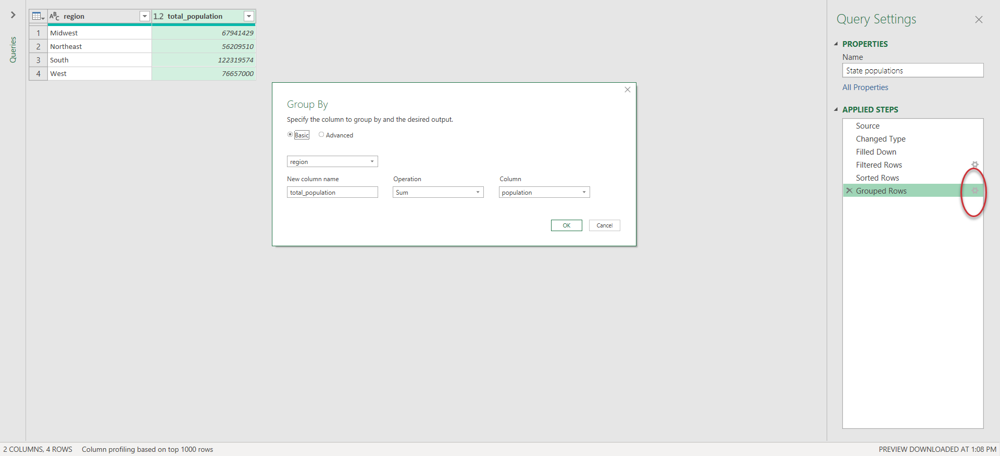 Queries
ABC region
1.2 total_population
1 Midwest 67941429
2 Northeast 56209510
3 South 122319574
4 West 76657000
Group By
Specify the column to group by and the desired output.
Basic Advanced
region
New column name Operation Column
total_population Sum population
OK Cancel
Query Settings
PROPERTIES
Name
State populations
All Properties
APPLIED STEPS
Source
Changed Type
Filled Down
Filtered Rows
Sorted Rows
Grouped Rows
2 COLUMNS, 4 ROWS Column profiling based on top 1000 rows
PREVIEW DOWNLOADED AT 1:08 PM